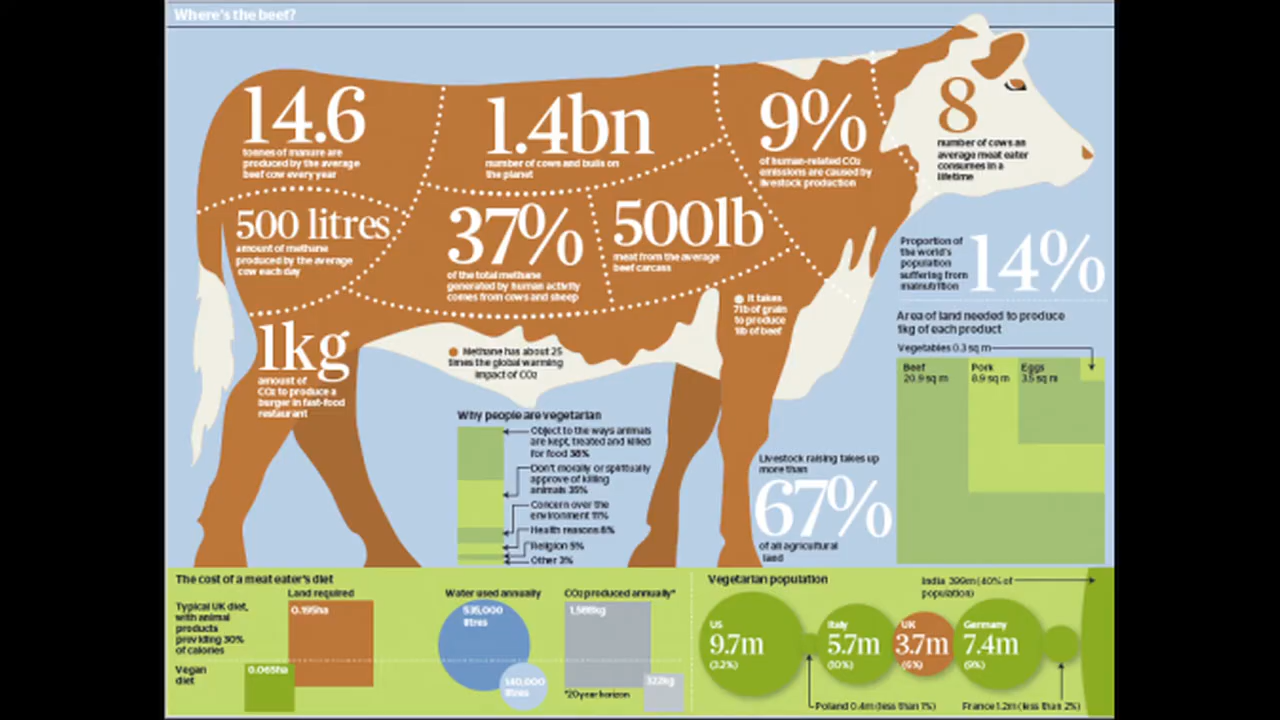 Where's the beef?
14.6
tonnes of manure are
produced by the average
beef cow every year
1.4bn
number of cows and bulls on
the planet
9%
of human-related CO2
emissions are caused by
livestock production
8
number of cows an
average meat eater
consumes in a
lifetime
500 litres
amount of methane
produced by the average
cow each day
37%
of the total methane
generated by human activity
comes from cows and sheep
500lb
meat from the average
beef carcass
Proportion of
the world's
population
suffering from
malnutrition
14%
1kg
amount of
CO2 to produce a
burger in fast-food
restaurant
Methane has about 25
times the global warming
impact of CO2
It takes
7lb of grain
to produce
1lb of beef
Area of land needed to produce
1kg of each product
Vegetables 0.3 sq m
Beef
20.9 sq m
Pork
8.9 sq m
Eggs
3.5 sq m
Why people are vegetarian
Object to the ways animals
are kept, treated and killed
for food 38%
Don't morally or spiritually
approve of killing
animals 35%
Concern over the
environment 11%
Health reasons 8%
Religion 5%
Other 3%
Livestock raising takes up
more than
67%
of all agricultural
land
The cost of a meat eater's diet
Land required
Water used annually
CO2 produced annually*
Typical UK diet,
with animal
products
providing 30%
of calories
0.195ha
535,000
litres
Vegan
diet
0.065ha
140,000
litres
322kg
*20 year horizon
Vegetarian population
India 399m (40% of
population)
US
9.7m
(3.2%)
Italy
5.7m
(10%)
UK
3.7m
(6%)
Germany
7.4m
(9%)
Poland 0.4m (less than 1%)
France 1.2m (less than 2%)